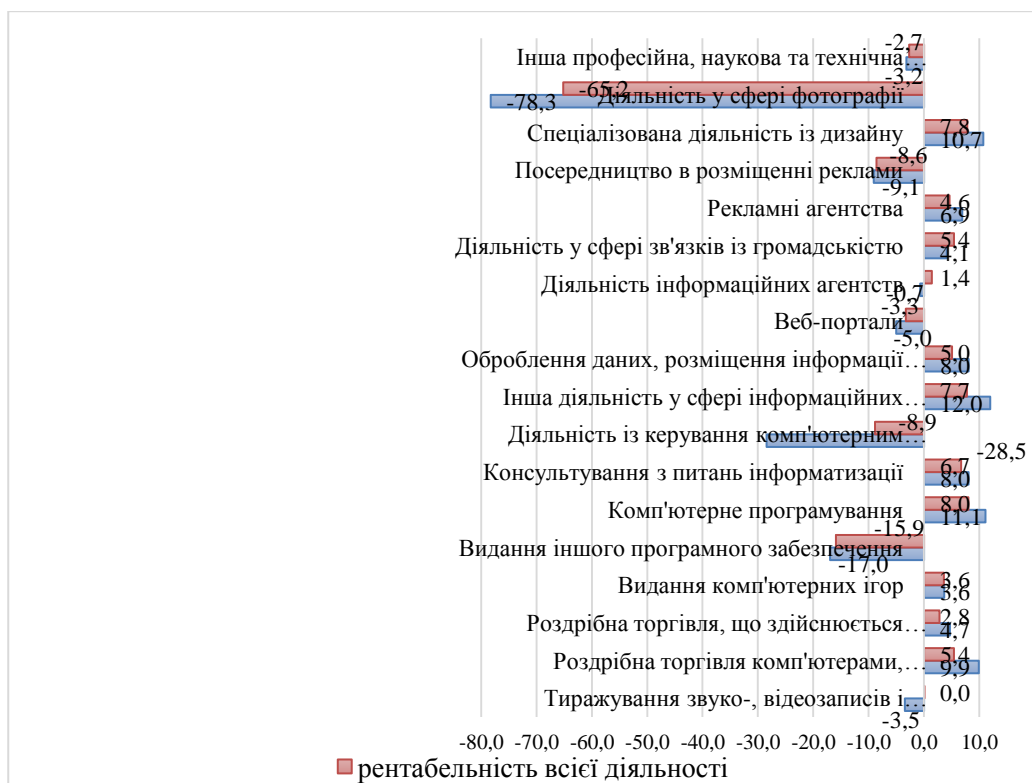 -2,7
Інша професійна, наукова та технічна…
-3,2
-65,2
Діяльність у сфері фотографії
-78,3
7,8
Спеціалізована діяльність із дизайну
10,7
-8,6
Посередництво в розміщенні реклами
-9,1
4,6
Рекламні агентства
6,9
5,4
Діяльність у сфері зв'язків із громадськістю
4,1
1,4
Діяльність інформаційних агентств
-0,7
-3,3
Веб-портали
-5,0
5,0
Оброблення даних, розміщення інформації…
8,0
7,7
Інша діяльність у сфері інформаційних…
12,0
-8,9
Діяльність із керування комп'ютерним…
-28,5
6,7
Консультування з питань інформатизації
8,0
8,0
Комп'ютерне програмування
11,1
-15,9
Видання іншого програмного забезпечення
-17,0
3,6
Видання комп'ютерних ігор
3,6
2,8
Роздрібна торгівля, що здійснюється…
4,7
5,4
Роздрібна торгівля комп'ютерами,…
9,9
0,0
Тиражування звуко-, відеозаписів і…
-3,5
-80,0 -70,0 -60,0 -50,0 -40,0 -30,0 -20,0 -10,0 0,0 10,0
рентабельність всієї діяльності